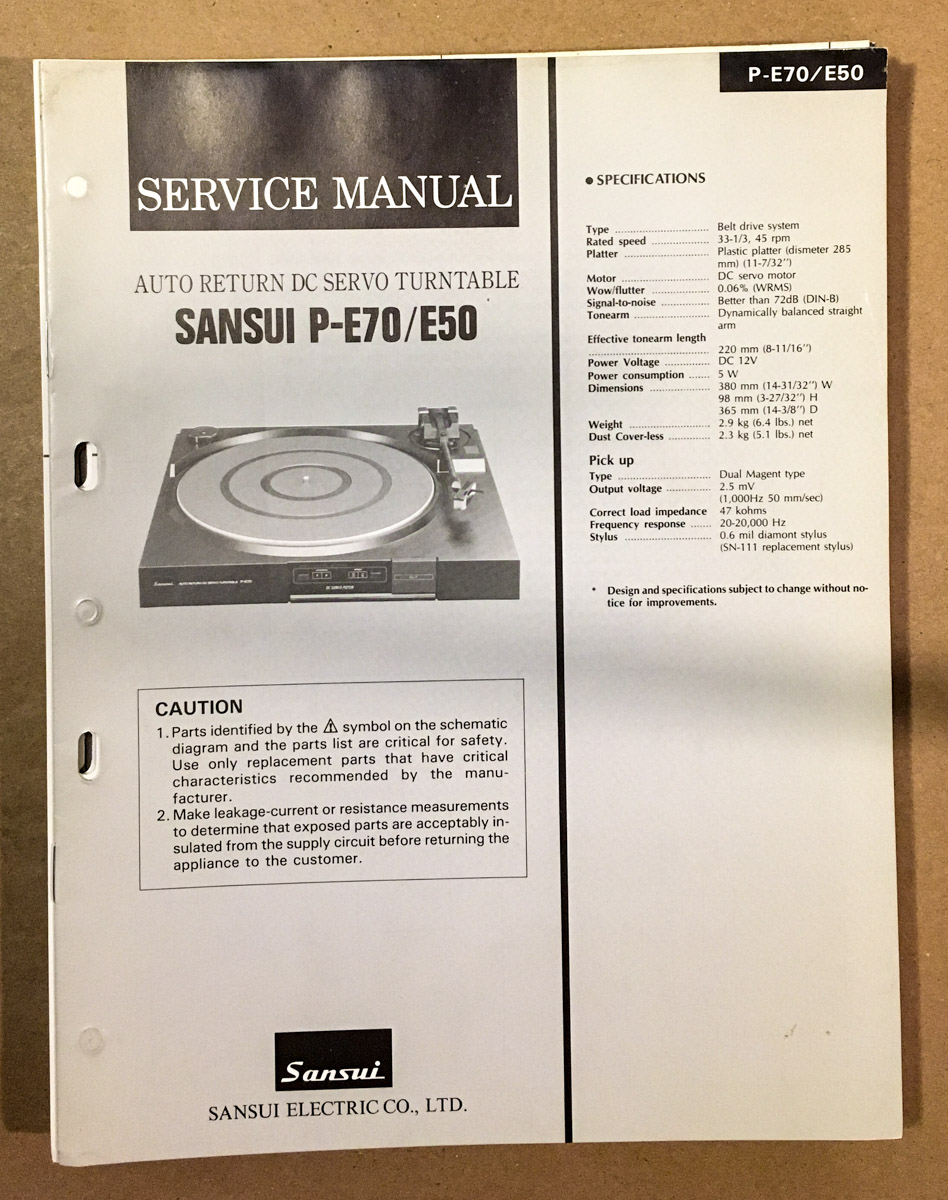 P-E70/E50
SERVICE MANUAL
AUTO RETURN DC SERVO TURNTABLE
SANSUI P-E70/E50
Sansui AUTO RETURN DC SERVO TURNTABLE
DC SERVO MOTOR
CAUTION
1. Parts identified by the ⚠ symbol on the schematic
diagram and the parts list are critical for safety.
Use only replacement parts that have critical
characteristics recommended by the manu-
facturer.
2. Make leakage-current or resistance measurements
to determine that exposed parts are acceptably in-
sulated from the supply circuit before returning the
appliance to the customer.
Sansui
SANSUI ELECTRIC CO., LTD.
● SPECIFICATIONS
Type .............................. Belt drive system
Rated speed .................. 33-1/3, 45 rpm
Platter ............................ Plastic platter (dismeter 285
mm) (11-7/32")
Motor ............................ DC servo motor
Wow/flutter .................. 0.06% (WRMS)
Signal-to-noise ............... Better than 72dB (DIN-B)
Tonearm ........................ Dynamically balanced straight
arm
Effective tonearm length
...................................... 220 mm (8-11/16")
Power Voltage ............... DC 12V
Power consumption ....... 5 W
Dimensions ................... 380 mm (14-31/32") W
98 mm (3-27/32") H
365 mm (14-3/8") D
Weight .......................... 2.9 kg (6.4 lbs.) net
Dust Cover-less ............. 2.3 kg (5.1 lbs.) net
Pick up
Type .............................. Dual Magent type
Output voltage .............. 2.5 mV
(1,000Hz 50 mm/sec)
Correct load impedance 47 kohms
Frequency response ...... 20-20,000 Hz
Stylus ............................ 0.6 mil diamont stylus
(SN-111 replacement stylus)
* Design and specifications subject to change without no-
tice for improvements.